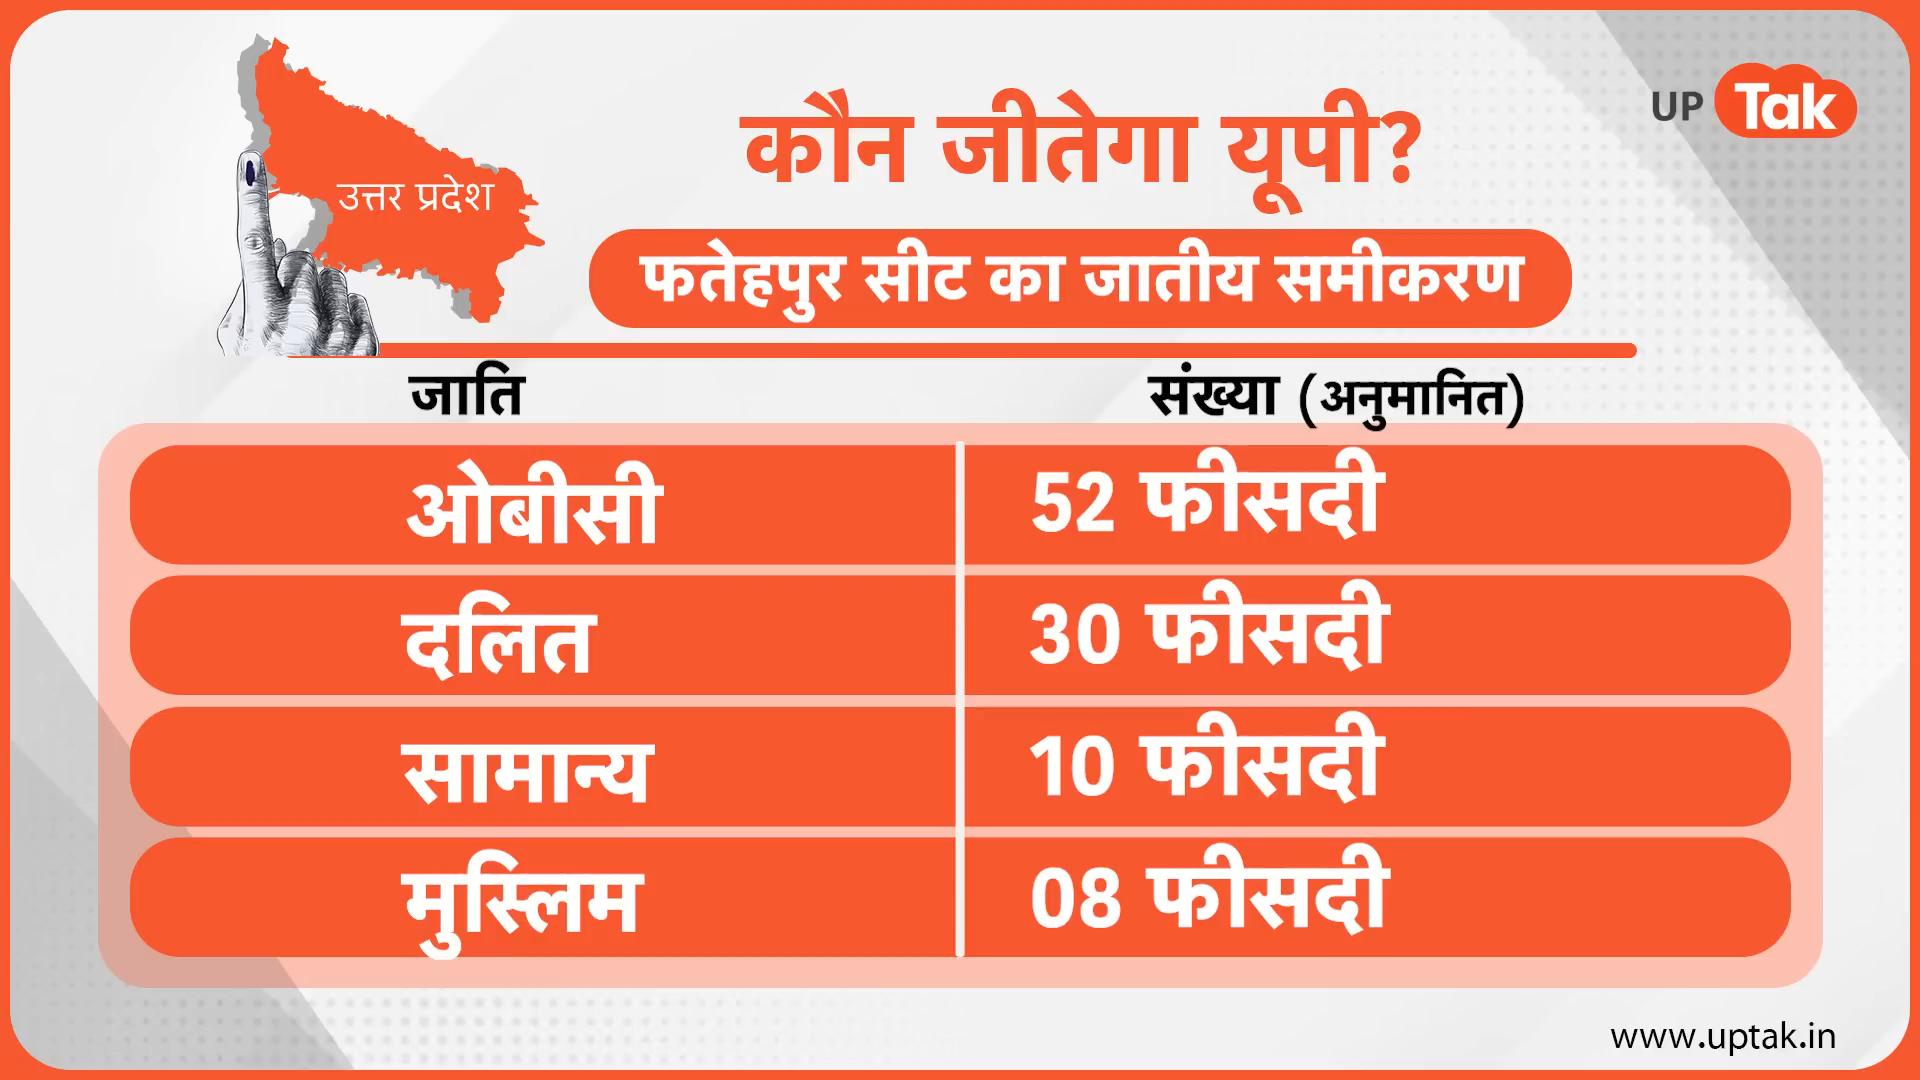 उत्तर प्रदेश
कौन जीतेगा यूपी?
UP Tak
फतेहपुर सीट का जातीय समीकरण
जाति संख्या (अनुमानित)
ओबीसी 52 फीसदी
दलित 30 फीसदी
सामान्य 10 फीसदी
मुस्लिम 08 फीसदी
www.uptak.in